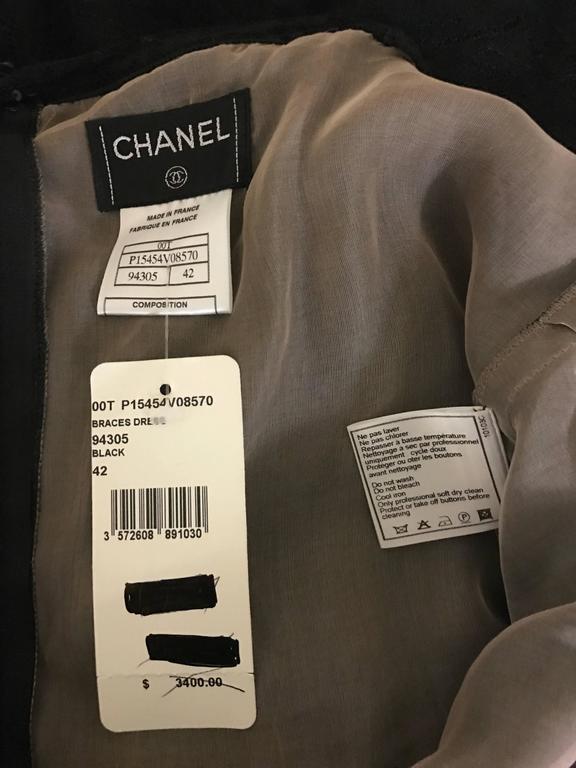 CHANEL
MADE IN FRANCE
FABRIQUE EN FRANCE
00T
P15454V08570
94305 42
COMPOSITION
00T P15454V08570
BRACES DRESS
94305
BLACK
42
3 572608 891030
$ 3400.00
Ne pas laver
Ne pas chlorer
Repasser à basse température
Nettoyage a sec par professionnel
uniquement cycle doux
Protéger ou oter les boutons
avant nettoyage
Do not wash
Do not bleach
Cool iron
Only professional soft dry clean
Protect or take off buttons before
cleaning